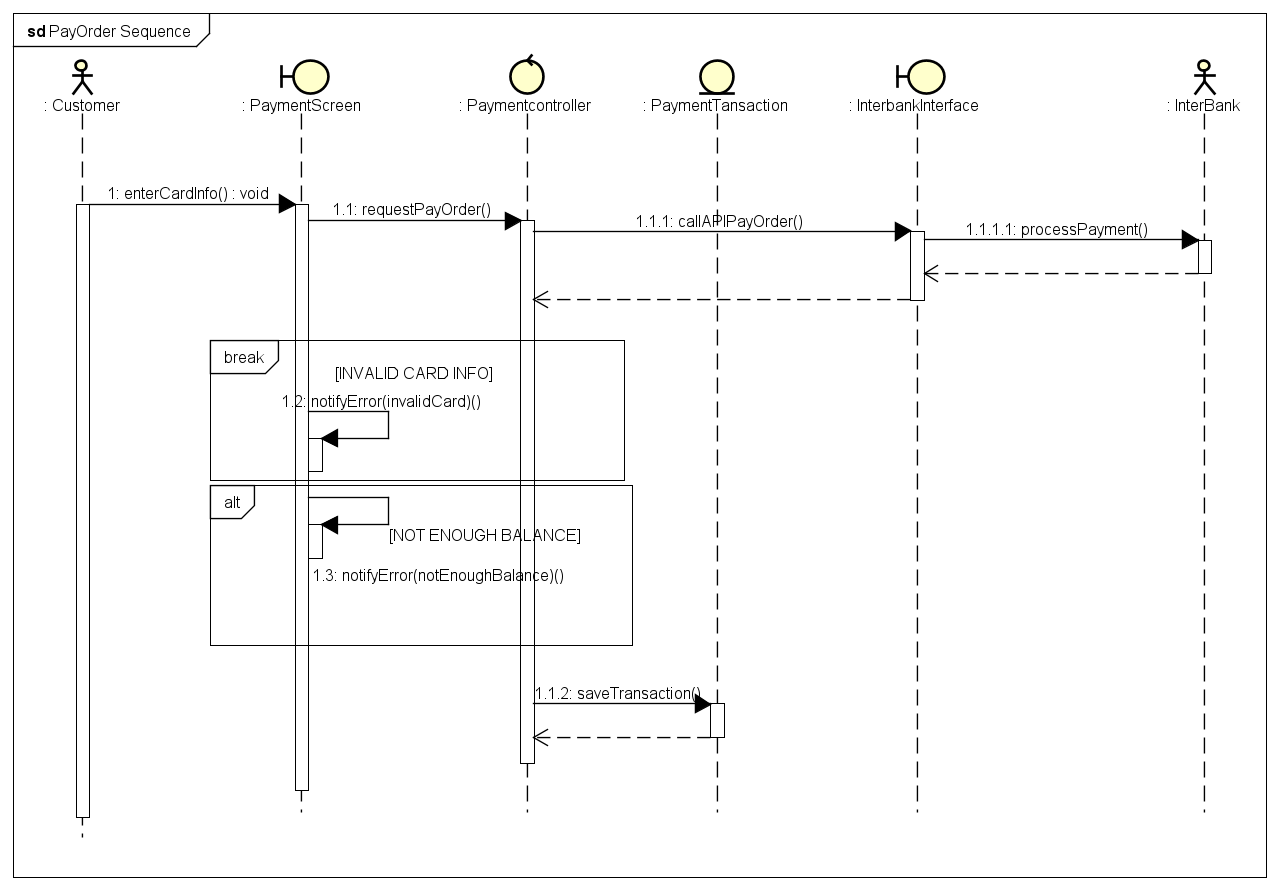 sd PayOrder Sequence
: Customer
: PaymentScreen
: Paymentcontroller
: PaymentTansaction
: InterbankInterface
: InterBank
1: enterCardInfo() : void
1.1: requestPayOrder()
1.1.1: callAPIPayOrder()
1.1.1.1: processPayment()
break
[INVALID CARD INFO]
1.2: notifyError(invalidCard)()
alt
[NOT ENOUGH BALANCE]
1.3: notifyError(notEnoughBalance)()
1.1.2: saveTransaction()